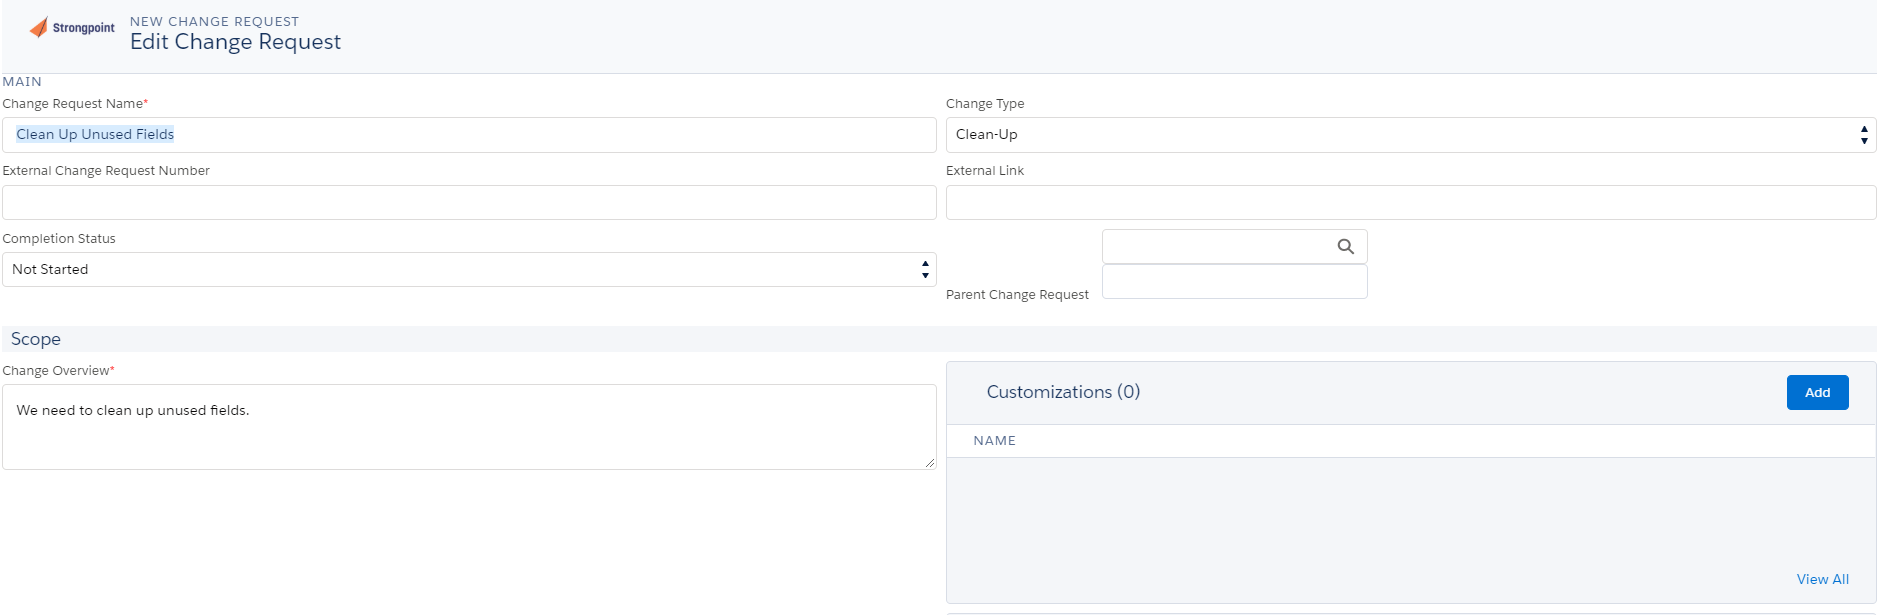 Strongpoint
NEW CHANGE REQUEST
Edit Change Request
MAIN
Change Request Name*
Clean Up Unused Fields
Change Type
Clean-Up
External Change Request Number
External Link
Completion Status
Not Started
Parent Change Request
Scope
Change Overview*
We need to clean up unused fields.
Customizations (0)
Add
NAME
View All